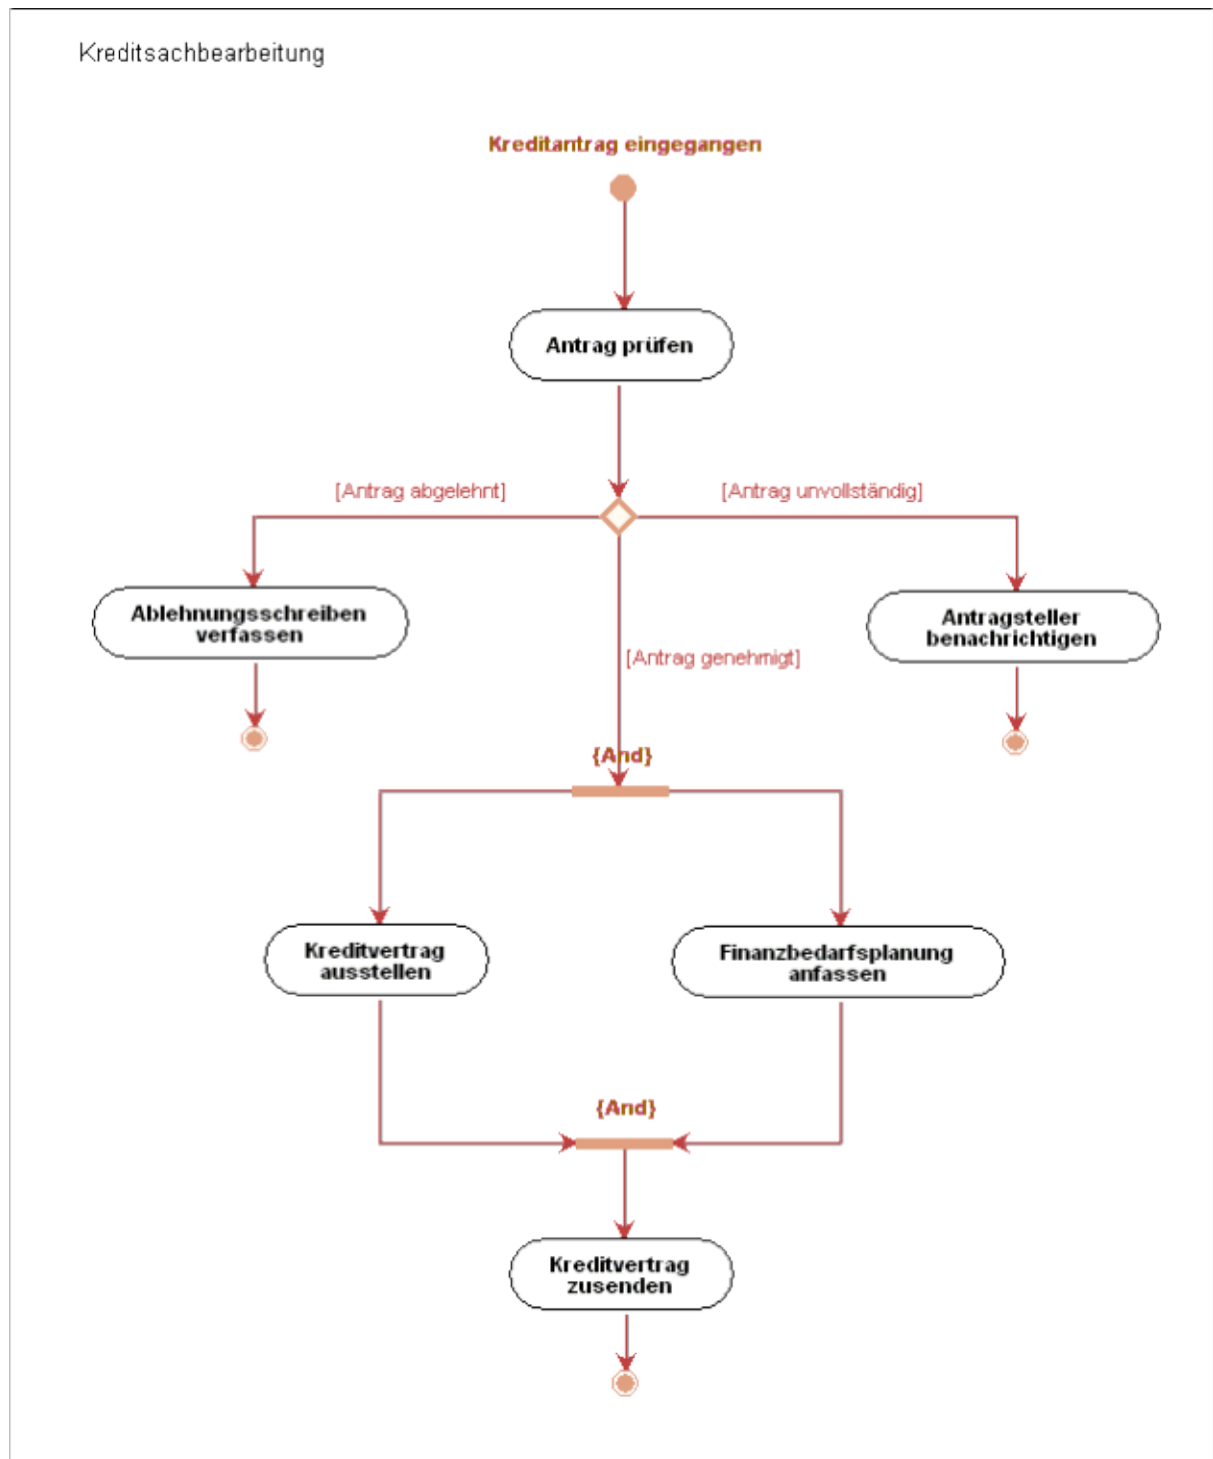 Kreditsachbearbeitung
Kreditantrag eingegangen
Antrag prüfen
[Antrag abgelehnt]
[Antrag unvollständig]
Ablehnungsschreiben
verfassen
Antragsteller
benachrichtigen
[Antrag genehmigt]
{And}
Kreditvertrag
ausstellen
Finanzbedarfsplanung
anfassen
{And}
Kreditvertrag
zusenden